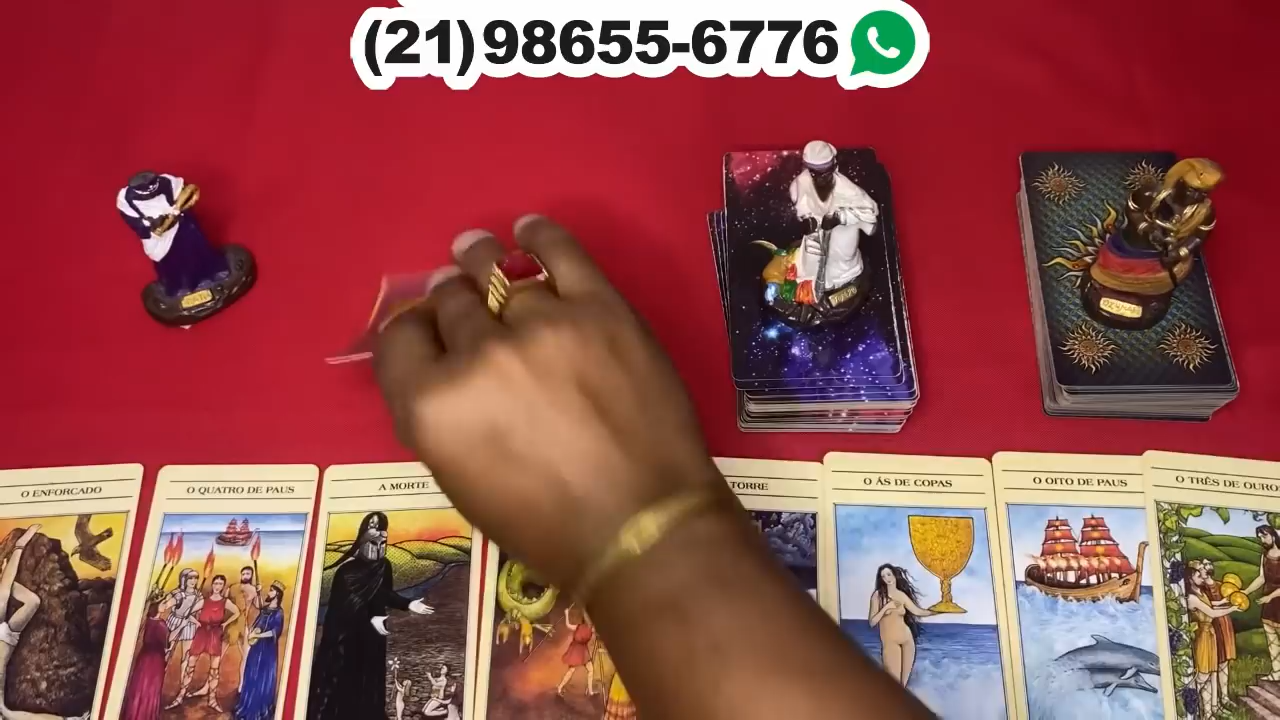 (21)98655-6776
O ENFORCADO
O QUATRO DE PAUS
A MORTE
TORRE
O ÁS DE COPAS
O OITO DE PAUS
O TRÊS DE OURO